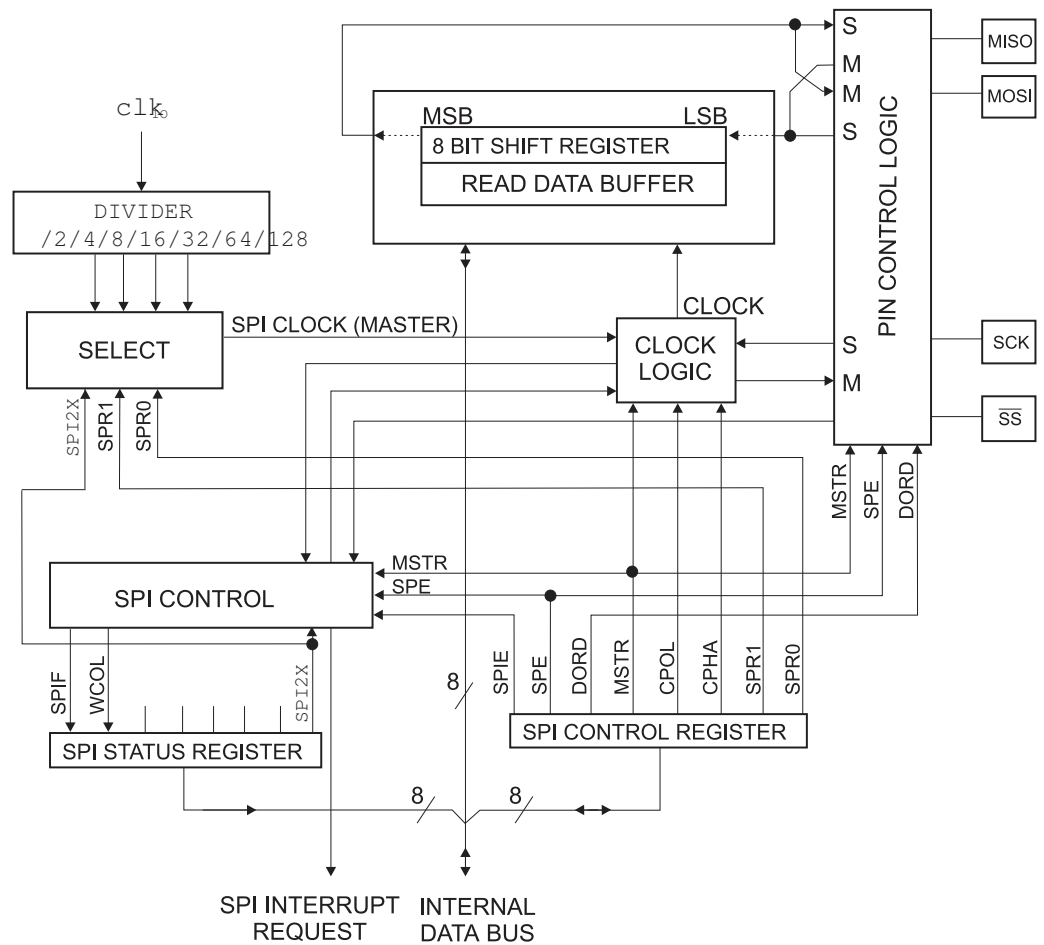 S
MISO
M
M
MOSI
clkIO
MSB
LSB
S
8 BIT SHIFT REGISTER
READ DATA BUFFER
PIN CONTROL LOGIC
DIVIDER
/2/4/8/16/32/64/128
CLOCK
SPI CLOCK (MASTER)
SELECT
CLOCK
LOGIC
S
SCK
M
SPI2X
SPR1
SPR0
SS
MSTR
SPE
DORD
MSTR
SPE
SPI CONTROL
SPIF
WCOL
SPI2X
8
SPIE
SPE
DORD
MSTR
CPOL
CPHA
SPR1
SPR0
SPI STATUS REGISTER
SPI CONTROL REGISTER
8
8
SPI INTERRUPT
REQUEST
INTERNAL
DATA BUS